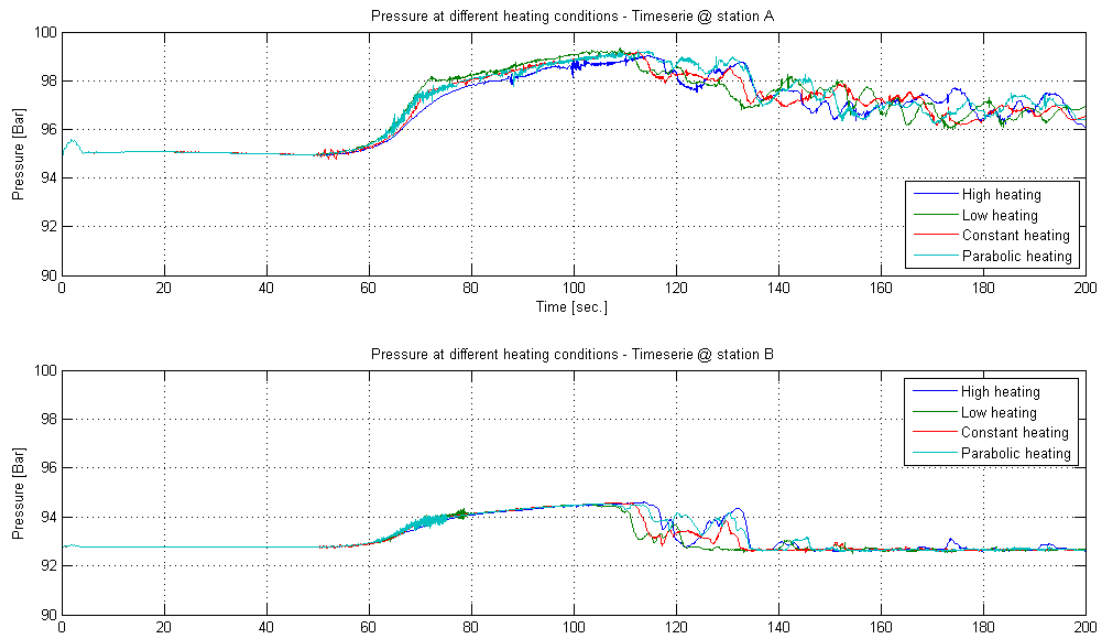 Pressure at different heating conditions - Timeserie @ station A
100
98
96
94
92
90
Pressure [Bar]
High heating
Low heating
Constant heating
Parabolic heating
0 20 40 60 80 100 120 140 160 180 200
Time [sec.]
Pressure at different heating conditions - Timeserie @ station B
100
98
96
94
92
90
Pressure [Bar]
High heating
Low heating
Constant heating
Parabolic heating
0 20 40 60 80 100 120 140 160 180 200